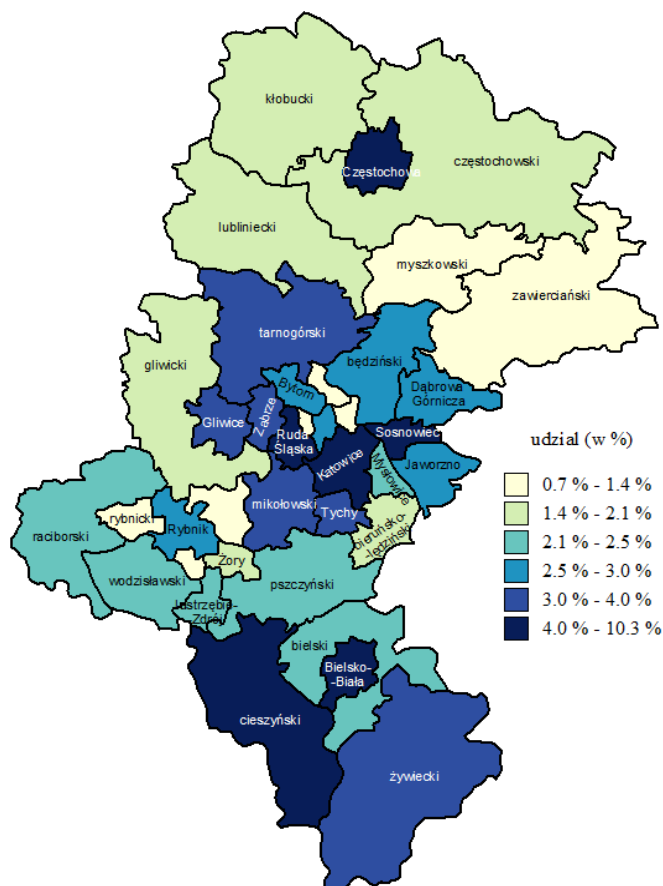 kłobucki
Częstochowa
częstochowski
lubliniecki
myszkowski
zawierciański
tarnogórski
gliwicki
będziński
Bytom
Dąbrowa
Górnicza
Gliwice
Zabrze
Ruda
Śląska
Sosnowiec
Katowice
Mysłowice
Jaworzno
udzial (w %)
0.7 % - 1.4 %
1.4 % - 2.1 %
2.1 % - 2.5 %
2.5 % - 3.0 %
3.0 % - 4.0 %
4.0 % - 10.3 %
mikołowski
Tychy
bieruńsko-
-lędziński
raciborski
rybnicki
Rybnik
wodzisławski
Żory
Jastrzębie-
-Zdrój
pszczyński
bielski
Bielsko-
-Biała
cieszyński
żywiecki